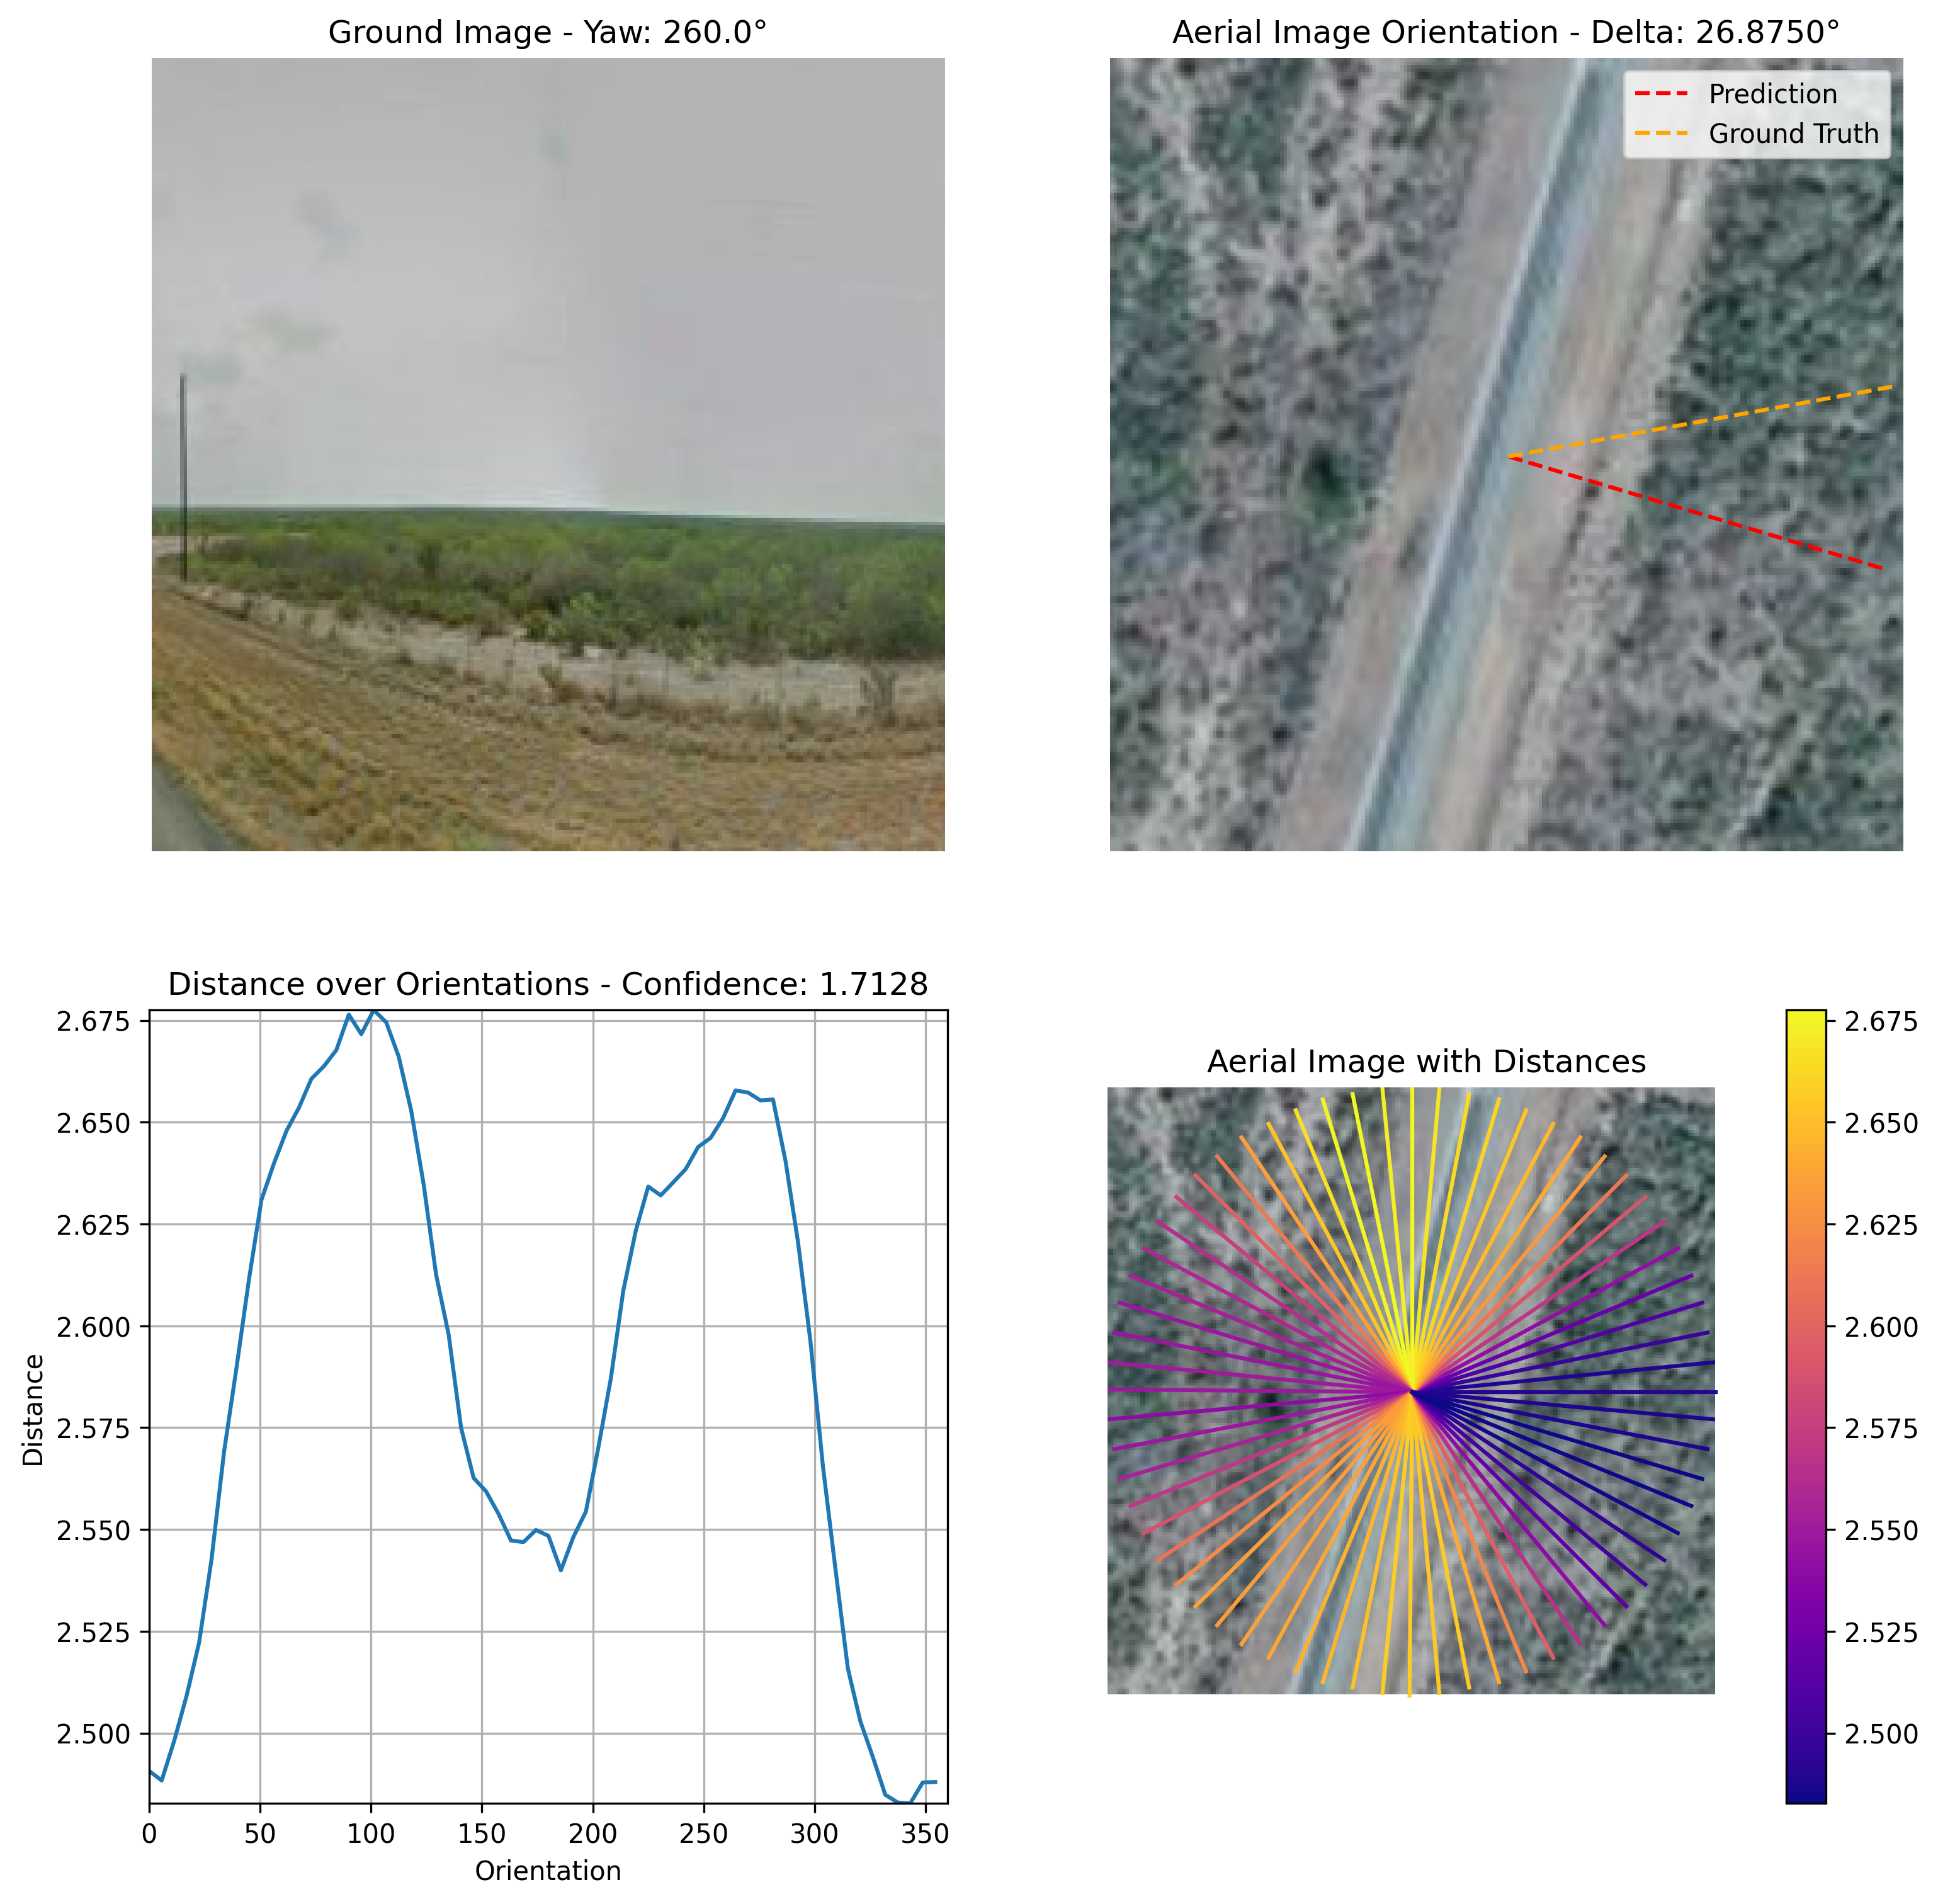 Ground Image - Yaw: 260.0°
Aerial Image Orientation - Delta: 26.8750°
Prediction
Ground Truth
Distance over Orientations - Confidence: 1.7128
2.675
2.650
2.625
2.600
2.575
2.550
2.525
2.500
Distance
0 50 100 150 200 250 300 350
Orientation
Aerial Image with Distances
2.675
2.650
2.625
2.600
2.575
2.550
2.525
2.500